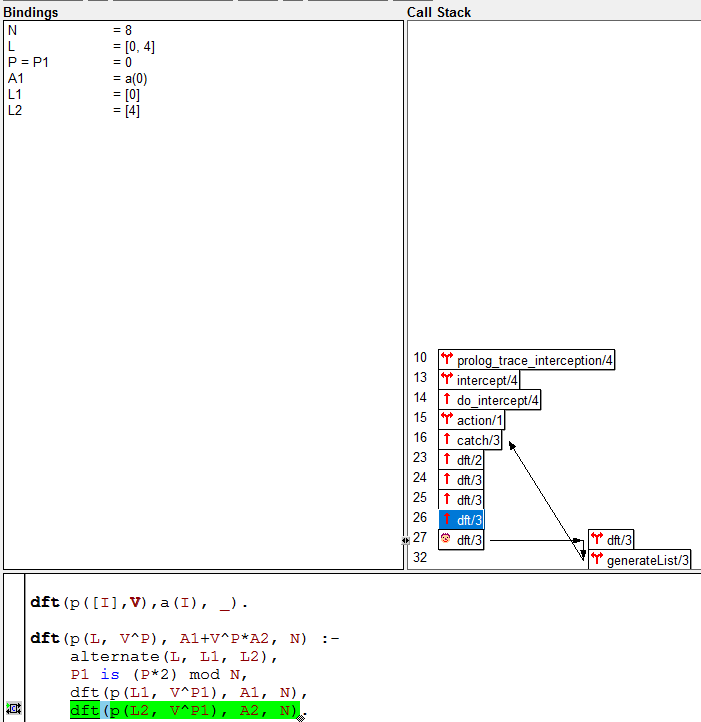 Bindings
N = 8
L = [0, 4]
P = P1 = 0
A1 = a(0)
L1 = [0]
L2 = [4]
Call Stack
10 prolog_trace_interception/4
13 intercept/4
14 do_intercept/4
15 action/1
16 catch/3
23 dft/2
24 dft/3
25 dft/3
26 dft/3
27 dft/3 dft/3
32 generateList/3
dft(p([I],V),a(I), _).
dft(p(L, V^P), A1+V^P*A2, N) :-
alternate(L, L1, L2),
P1 is (P*2) mod N,
dft(p(L1, V^P1), A1, N),
dft(p(L2, V^P1), A2, N).